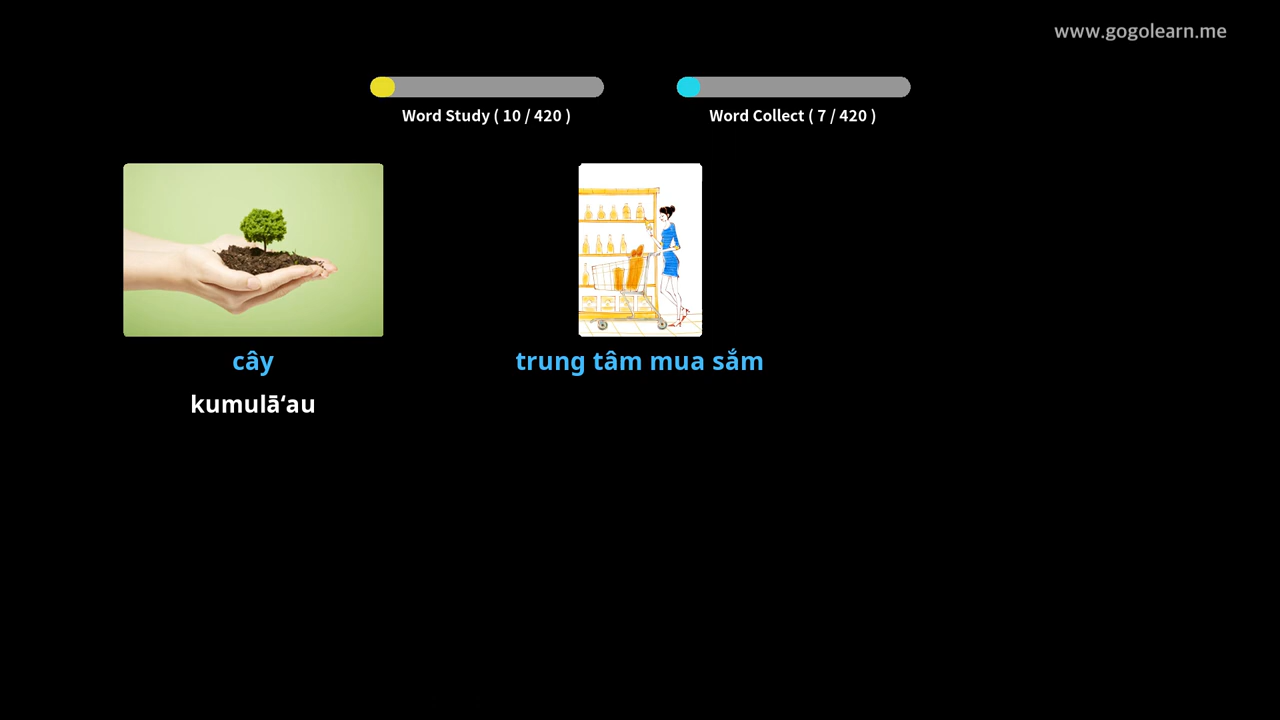 www.gogolearn.me
Word Study ( 10 / 420 )
Word Collect ( 7 / 420 )
cây
trung tâm mua sắm
kumulāʻau